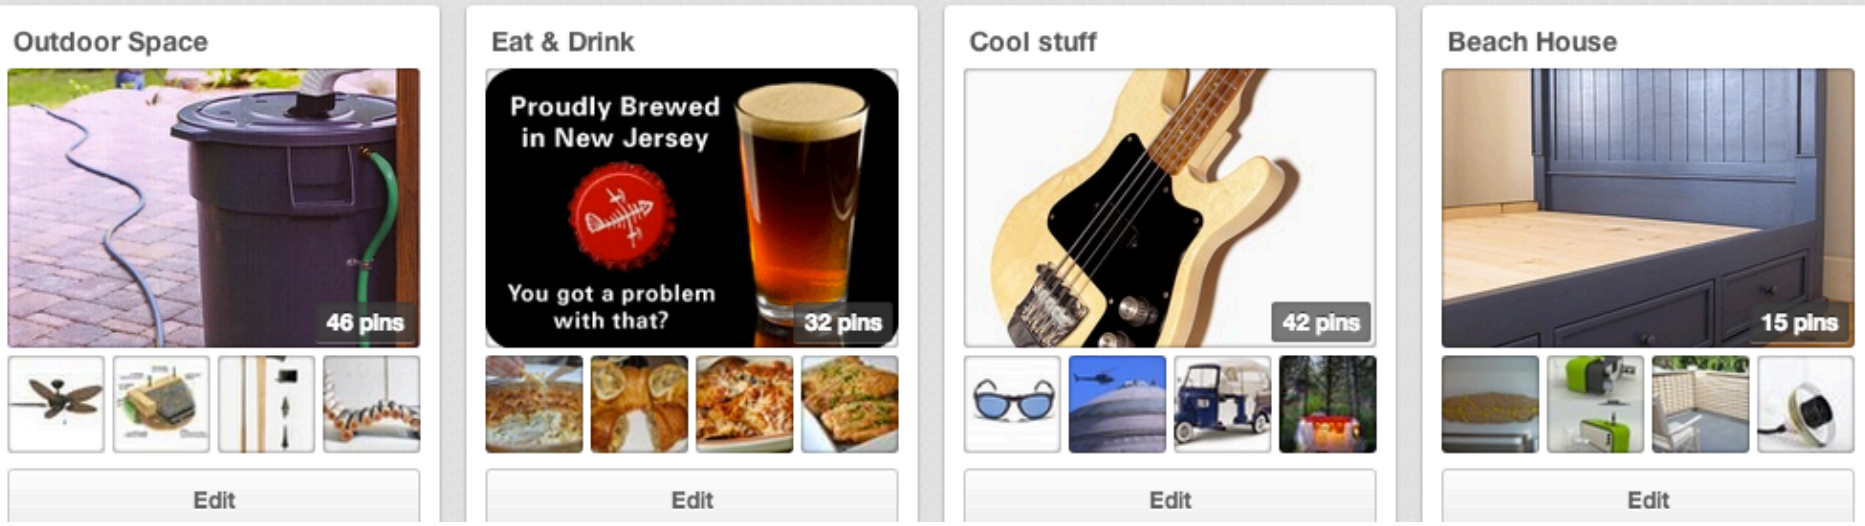 Outdoor Space
46 pins
Edit
Eat & Drink
Proudly Brewed
in New Jersey
You got a problem
with that?
32 pins
Edit
Cool stuff
42 pins
Edit
Beach House
15 pins
Edit